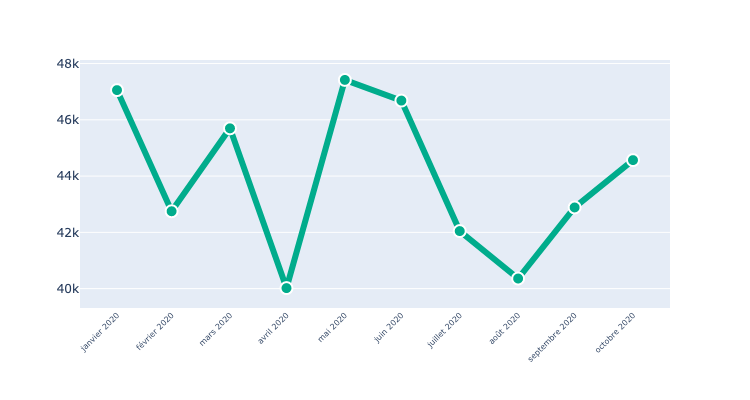 48k
46k
44k
42k
40k
janvier 2020
février 2020
mars 2020
avril 2020
mai 2020
juin 2020
juillet 2020
août 2020
septembre 2020
octobre 2020